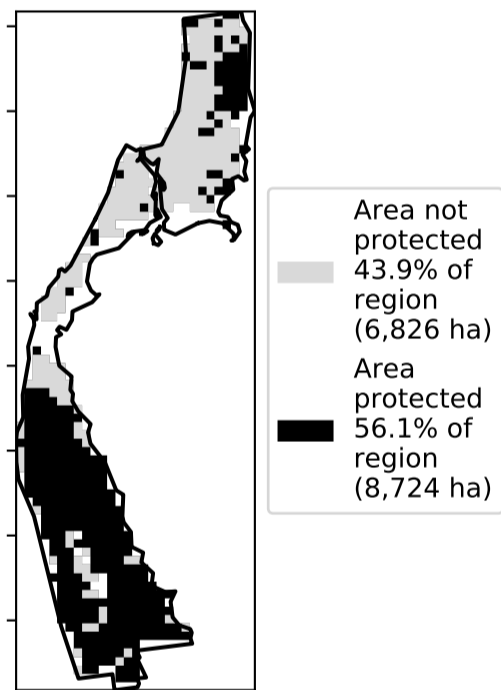 Area not
protected
43.9% of
region
(6,826 ha)
Area
protected
56.1% of
region
(8,724 ha)